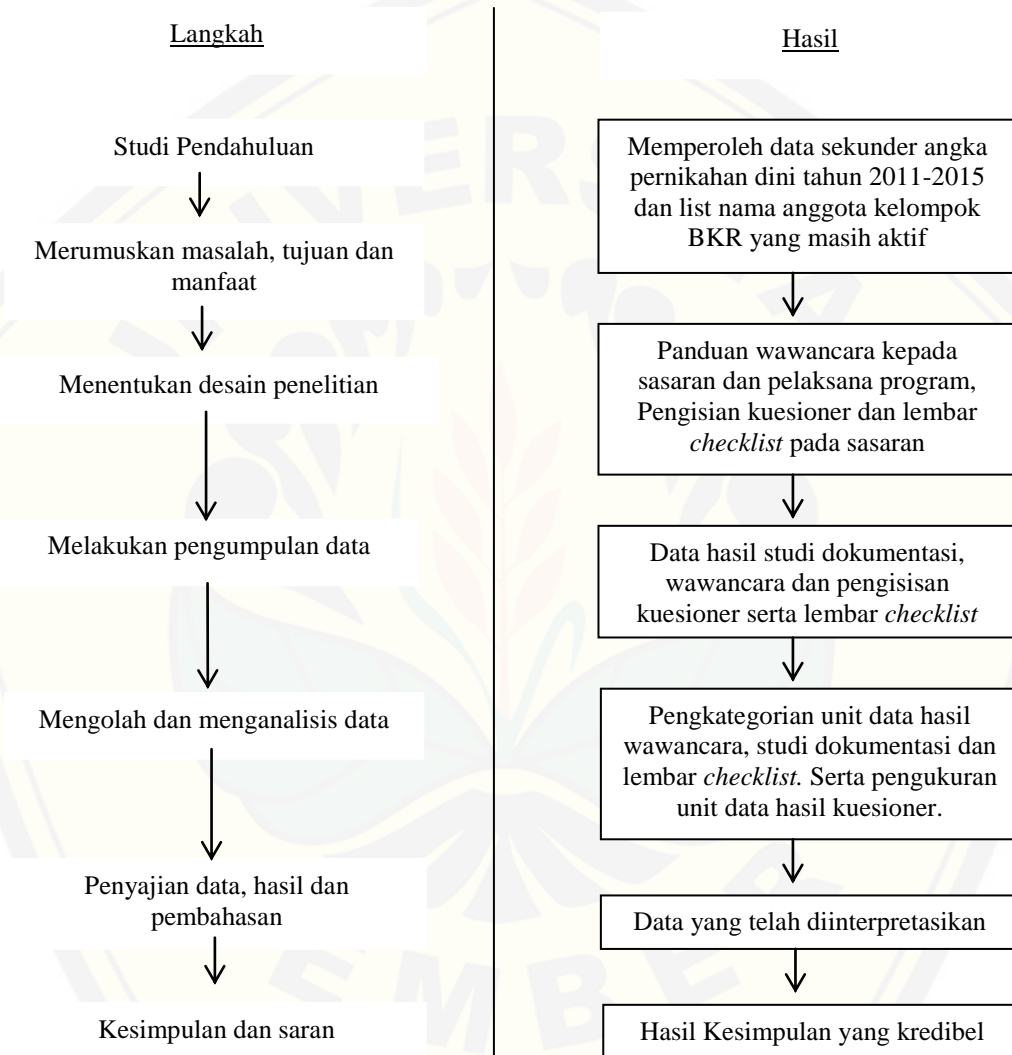 Langkah
Studi Pendahuluan
Merumuskan masalah, tujuan dan
manfaat
Menentukan desain penelitian
Melakukan pengumpulan data
Mengolah dan menganalisis data
Penyajian data, hasil dan
pembahasan
Kesimpulan dan saran
Hasil
Memperoleh data sekunder angka
pernikahan dini tahun 2011-2015
dan list nama anggota kelompok
BKR yang masih aktif
Panduan wawancara kepada
sasaran dan pelaksana program,
Pengisian kuesioner dan lembar
checklist pada sasaran
Data hasil studi dokumentasi,
wawancara dan pengisisan
kuesioner serta lembar checklist
Pengkategorian unit data hasil
wawancara, studi dokumentasi dan
lembar checklist. Serta pengukuran
unit data hasil kuesioner.
Data yang telah diinterpretasikan
Hasil Kesimpulan yang kredibel